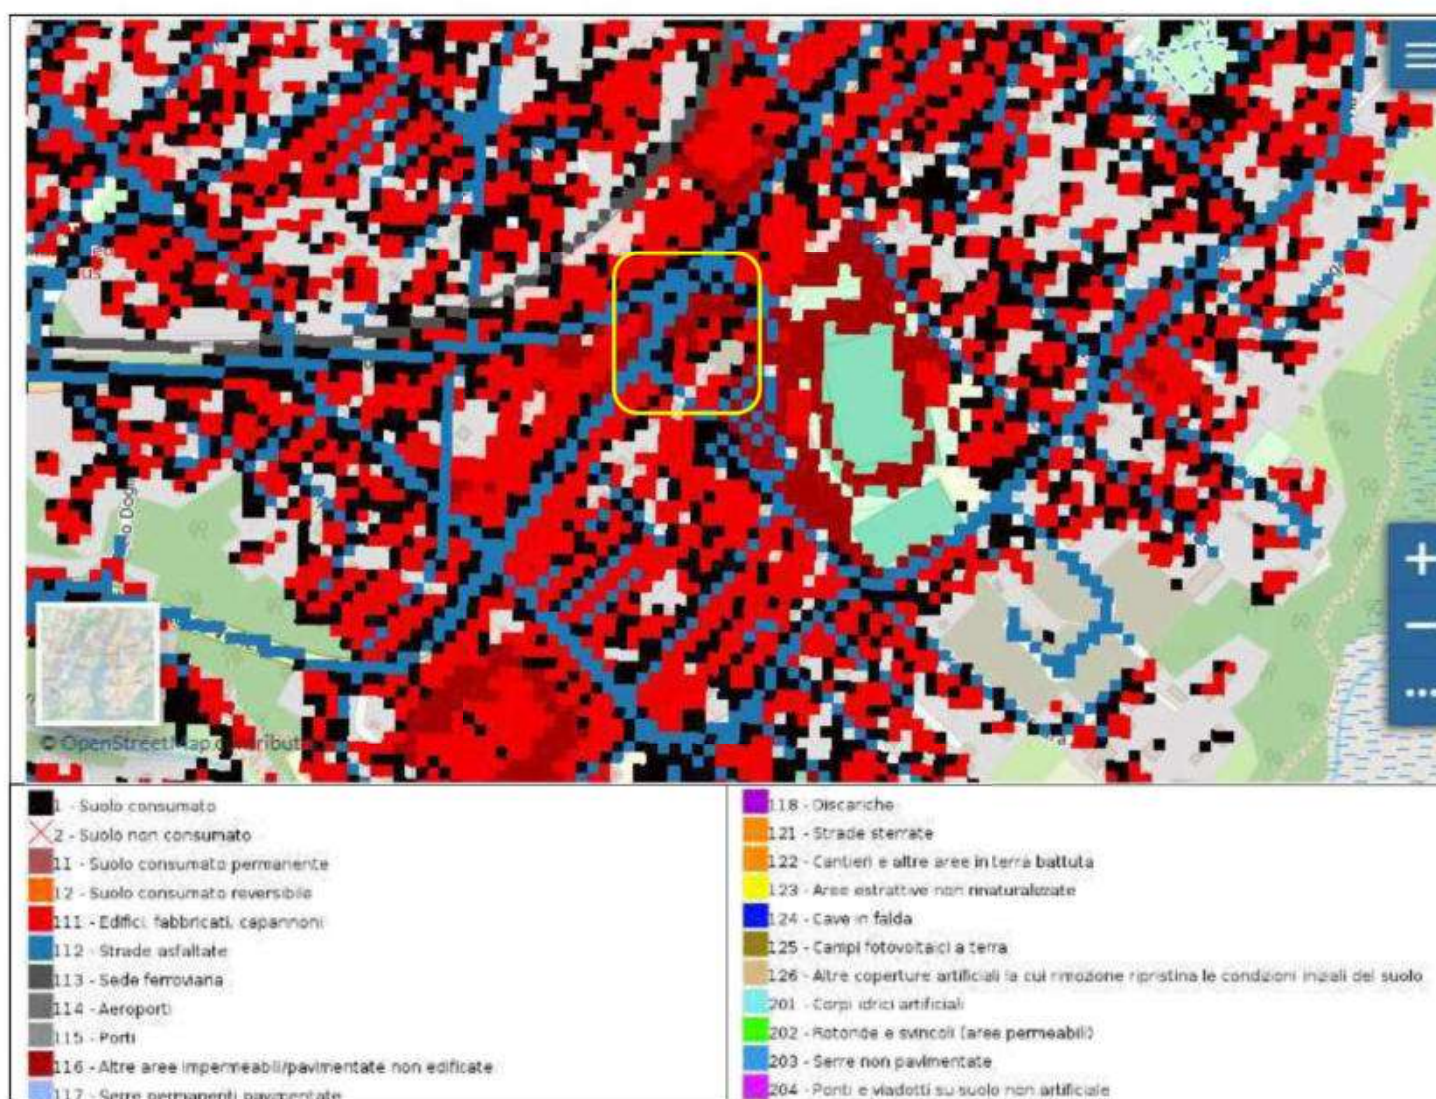 © OpenStreetMap contribut
1 - Suolo consumato
2 - Suolo non consumato
11 - Suolo consumato permanente
12 - Suolo consumato reversibile
111 - Edifici, fabbricati, capannoni
112 - Strade asfaltate
113 - Sede ferroviaria
114 - Aeroporti
115 - Porti
116 - Altre aree impermeabili/pavimentate non edificate
117 - Serre permanenti pavimentate
118 - Discariche
121 - Strade sterrate
122 - Cantieri e altre aree in terra battuta
123 - Aree estrattive non rinaturalizzate
124 - Cave in falda
125 - Campi fotovoltaici a terra
126 - Altre coperture artificiali la cui rimozione ripristina le condizioni iniziali del suolo
201 - Corpi idrici artificiali
202 - Rotonde e svincoli (aree permeabili)
203 - Serre non pavimentate
204 - Ponti e viadotti su suolo non artificiale